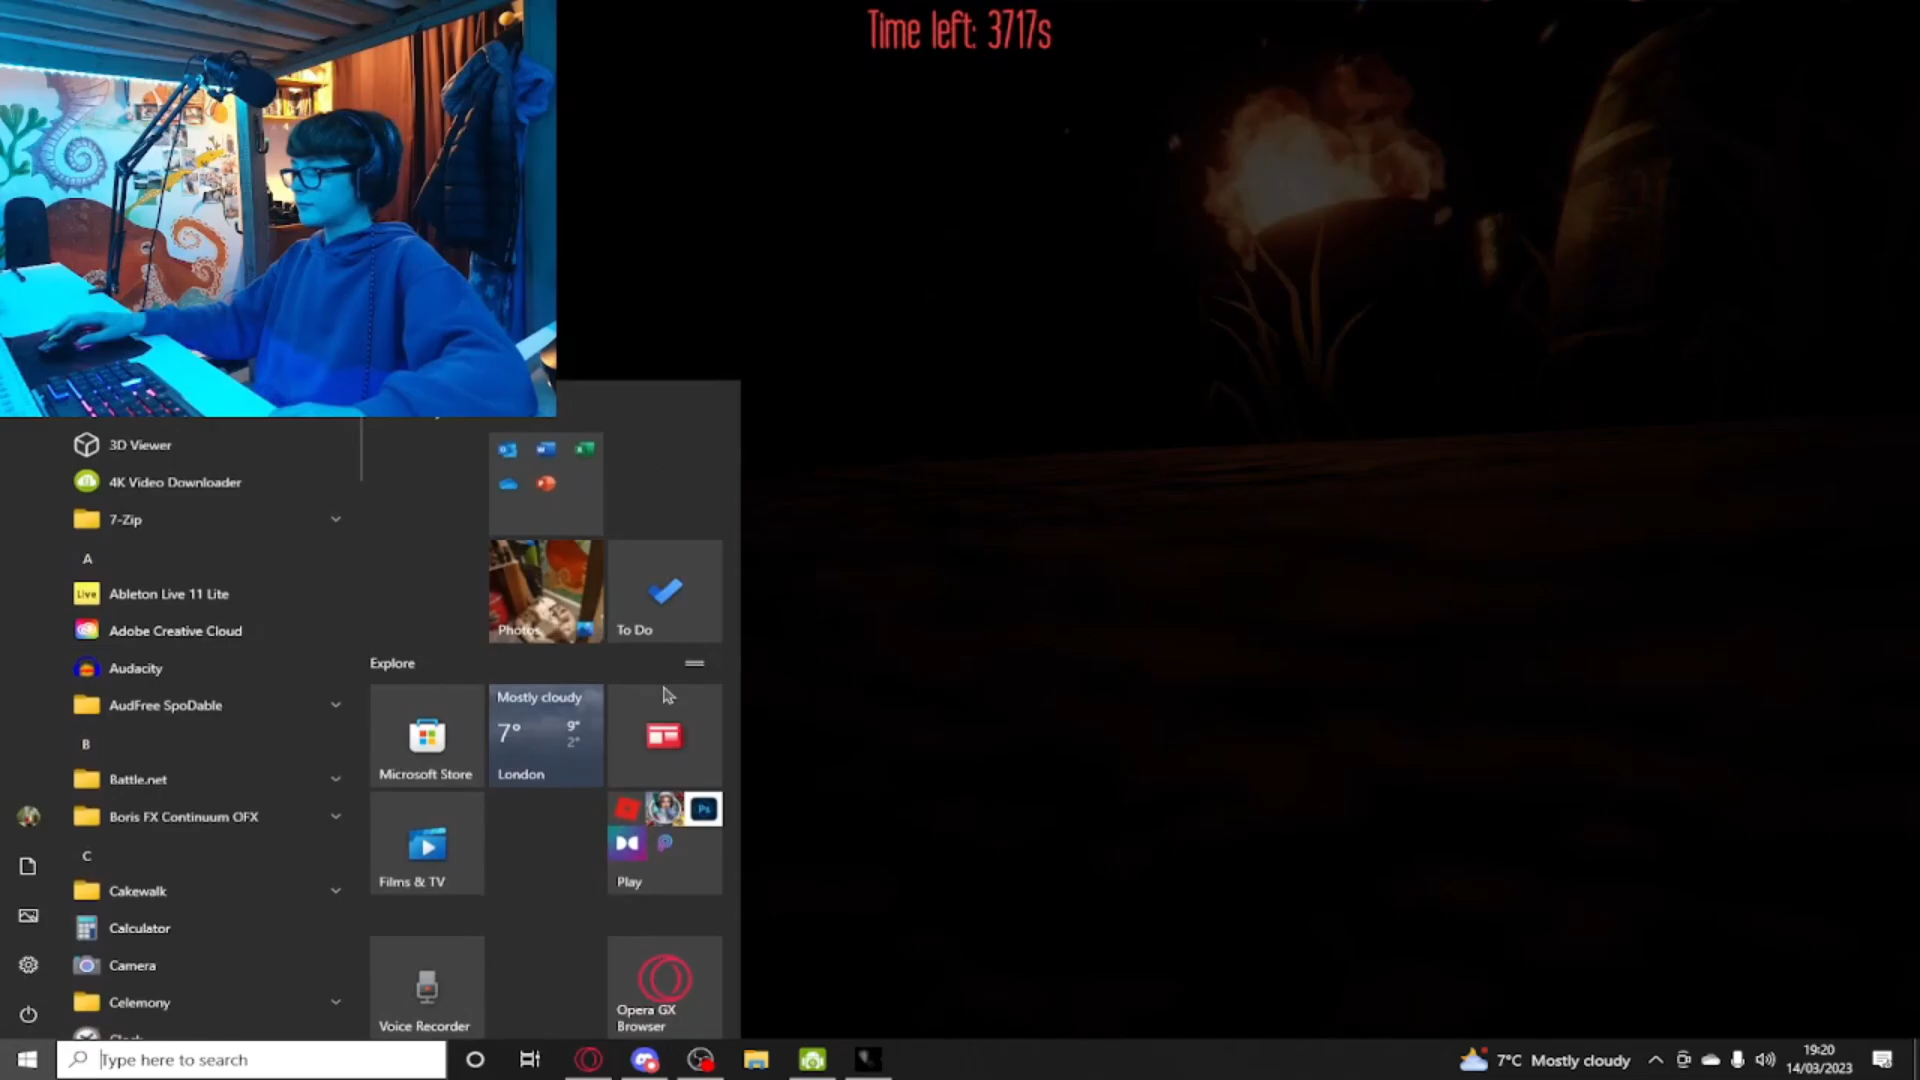 Time left: 3717s
3D Viewer
4K Video Downloader
7-Zip
A
Live
Ableton Live 11 Lite
Adobe Creative Cloud
Audacity
AudFree SpoDable
B
Battle.net
Boris FX Continuum OFX
C
Cakewalk
Calculator
Camera
Celemony
Photos
To Do
Explore
Microsoft Store
Mostly cloudy
7°
9°
2°
London
Films & TV
Ps
Play
Voice Recorder
Opera GX
Browser
Type here to search
7°C Mostly cloudy
19:20
14/03/2023